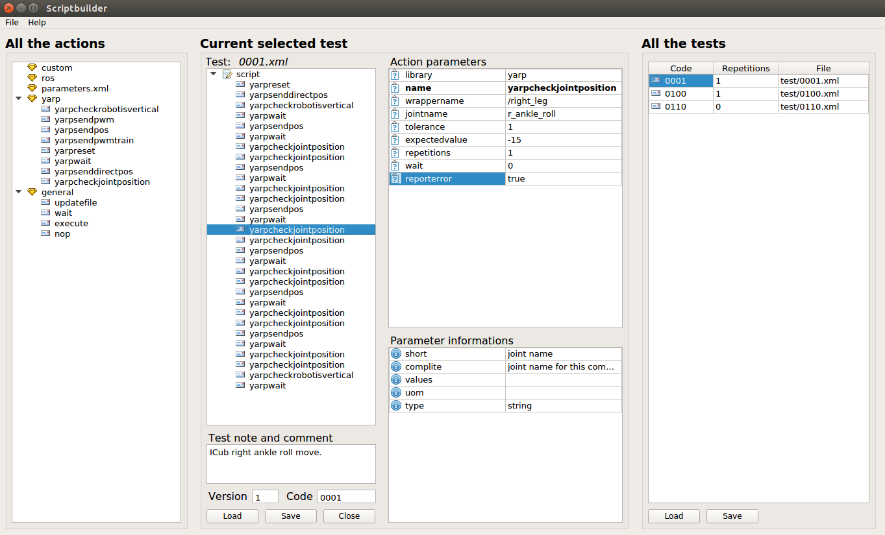 Scriptbuilder
File Help
All the actions
custom
ros
parameters.xml
yarp
yarpcheckrobotisvertical
yarpsendpwm
yarpsendpos
yarpsendpwmtrain
yarpreset
yarpwait
yarpsenddirectpos
yarpcheckjointposition
general
updatefile
wait
execute
nop
Current selected test
Test: 0001.xml
script
yarpreset
yarpsenddirectpos
yarpcheckrobotisvertical
yarpwait
yarpsendpos
yarpwait
yarpcheckjointposition
yarpcheckjointposition
yarpsendpos
yarpwait
yarpcheckjointposition
yarpcheckjointposition
yarpsendpos
yarpwait
yarpcheckjointposition
yarpcheckjointposition
yarpsendpos
yarpwait
yarpcheckjointposition
yarpcheckjointposition
yarpsendpos
yarpwait
yarpcheckjointposition
yarpcheckjointposition
yarpsendpos
yarpwait
yarpcheckjointposition
yarpcheckjointposition
yarpcheckrobotisvertical
yarpwait
Test note and comment
ICub right ankle roll move.
Version 1 Code 0001
Load Save Close
Action parameters
library yarp
name yarpcheckjointposition
wrappername /right_leg
jointname r_ankle_roll
tolerance 1
expectedvalue -15
repetitions 1
wait 0
reporterror true
Parameter informations
short joint name
complite joint name for this com...
values
uom
type string
All the tests
Code Repetitions File
0001 1 test/0001.xml
0100 1 test/0100.xml
0110 0 test/0110.xml
Load Save